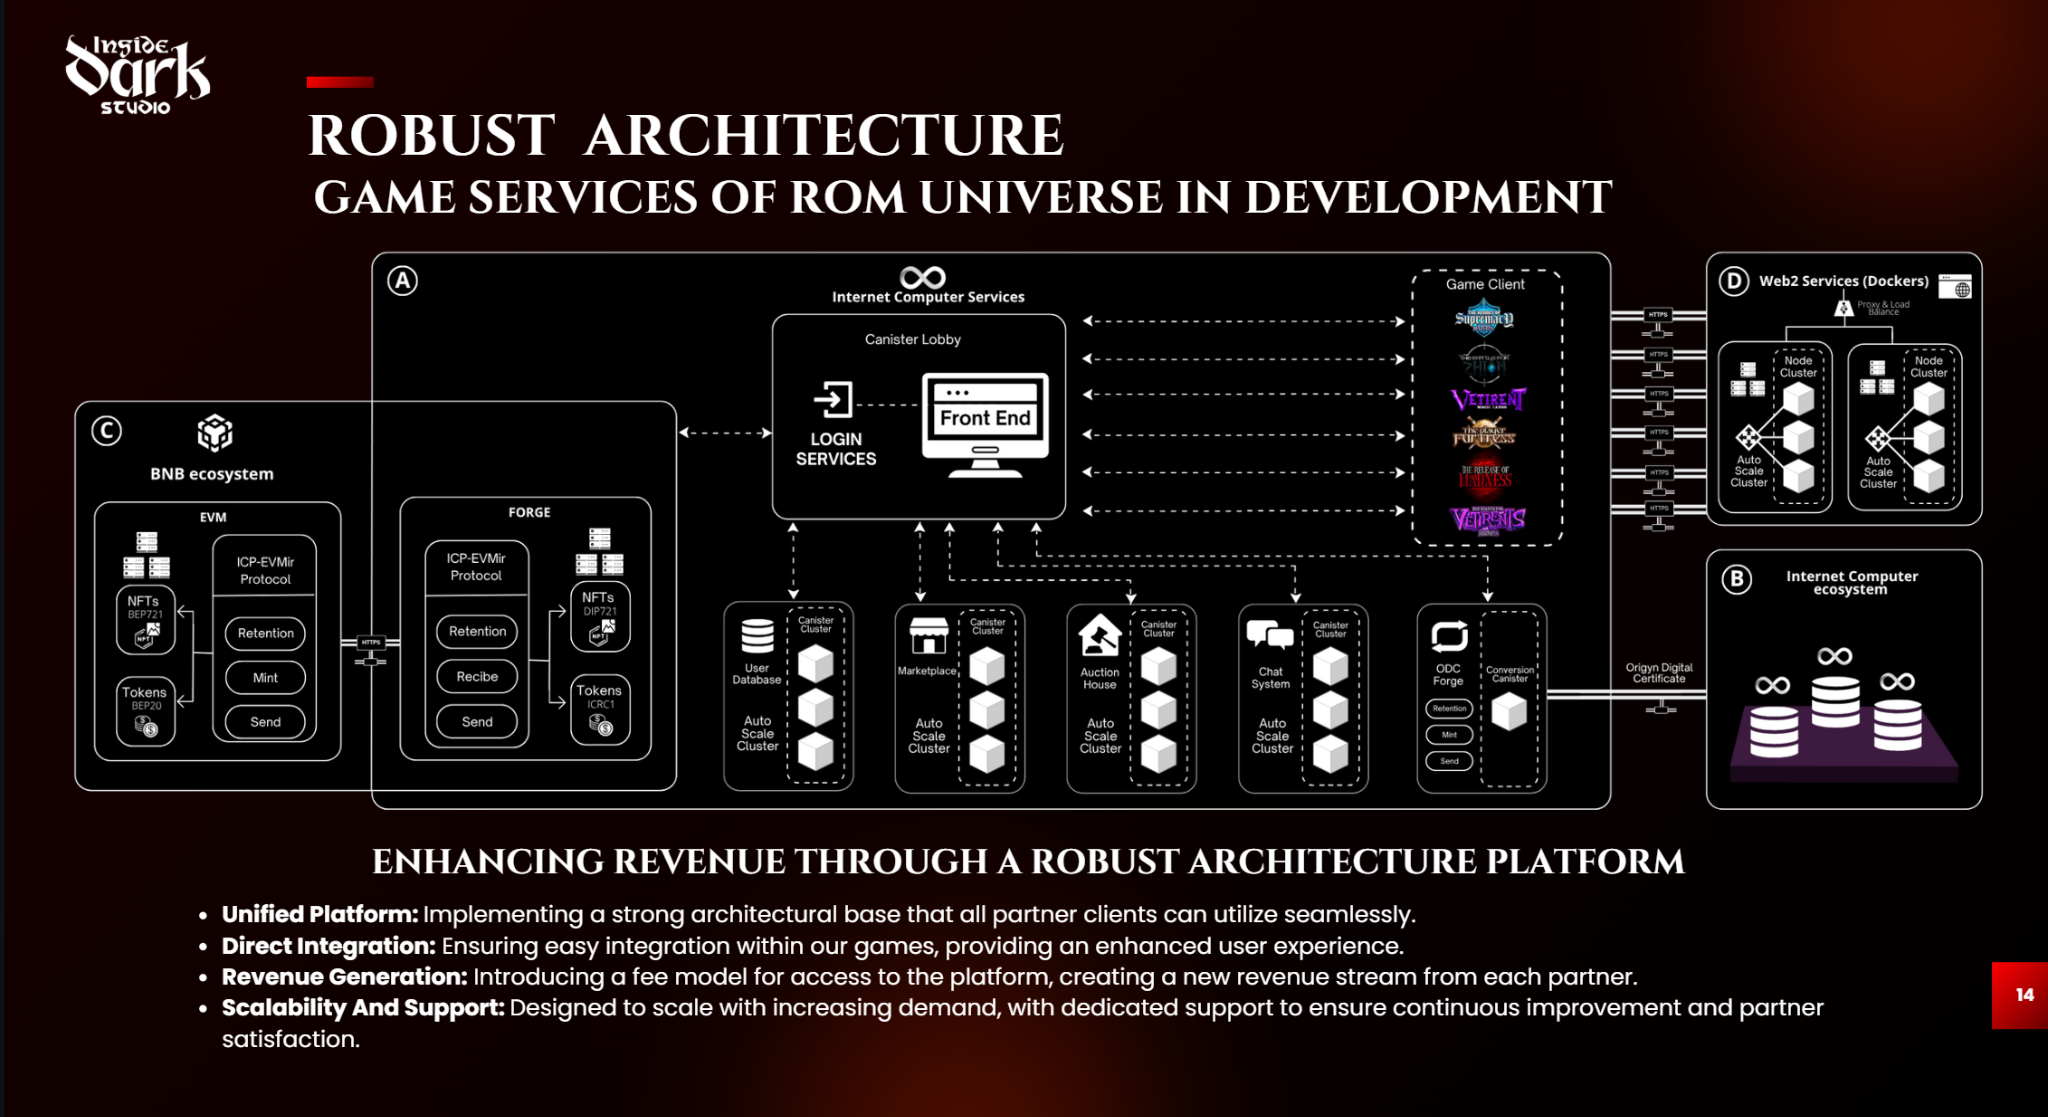 Inside
Dark
STUDIO
ROBUST ARCHITECTURE
GAME SERVICES OF ROM UNIVERSE IN DEVELOPMENT
A
Internet Computer Services
Canister Lobby
LOGIN
SERVICES
Front End
Game Client
SUPREMACY
VETIRENT
FORTRESS
THE RELEASE OF
MADNESS
VETIRENTS
HTTPS
HTTPS
HTTPS
HTTPS
HTTPS
HTTPS
D
Web2 Services (Dockers)
Proxy & Load
Balance
Node
Cluster
Auto
Scale
Cluster
Node
Cluster
Auto
Scale
Cluster
C
BNB ecosystem
EVM
NFTs
BEP721
NFT
Tokens
BEP20
ICP-EVMir
Protocol
Retention
Mint
Send
HTTPS
FORGE
ICP-EVMir
Protocol
Retention
Recibe
Send
NFTs
DIP721
NFT
Tokens
ICRC1
User
Database
Auto
Scale
Cluster
Canister
Cluster
Marketplace
Auto
Scale
Cluster
Canister
Cluster
Auction
House
Auto
Scale
Cluster
Canister
Cluster
Chat
System
Auto
Scale
Cluster
Canister
Cluster
ODC
Forge
Retention
Mint
Send
Conversion
Canister
Origyn Digital
Certificate
B
Internet Computer
ecosystem
ENHANCING REVENUE THROUGH A ROBUST ARCHITECTURE PLATFORM
• Unified Platform: Implementing a strong architectural base that all partner clients can utilize seamlessly.
• Direct Integration: Ensuring easy integration within our games, providing an enhanced user experience.
• Revenue Generation: Introducing a fee model for access to the platform, creating a new revenue stream from each partner.
• Scalability And Support: Designed to scale with increasing demand, with dedicated support to ensure continuous improvement and partner
satisfaction.
14